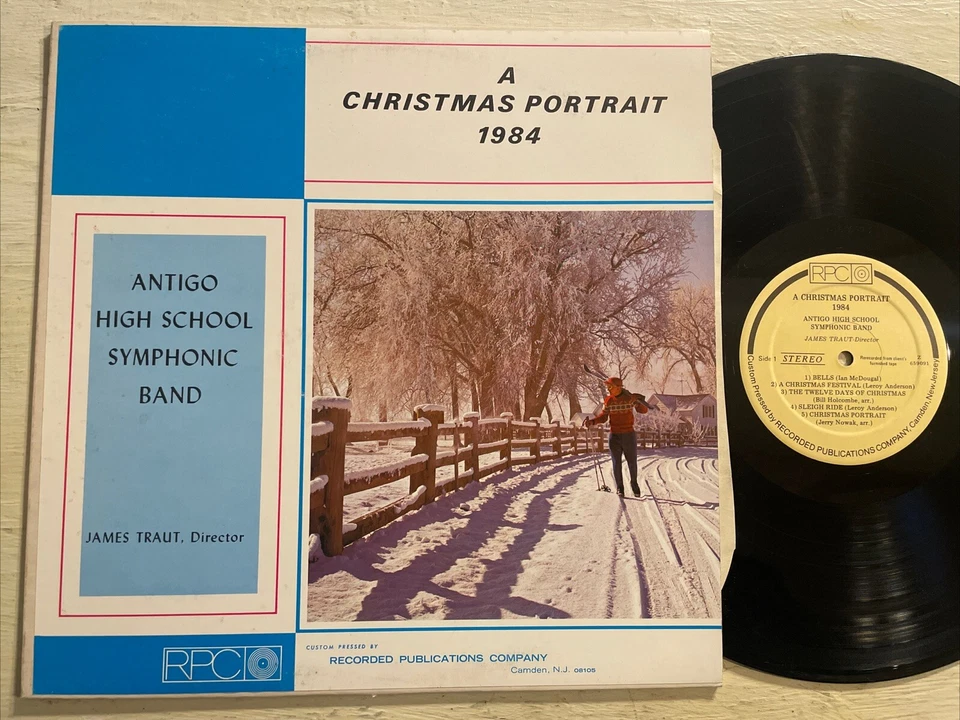 A
CHRISTMAS PORTRAIT
1984
ANTIGO
HIGH SCHOOL
SYMPHONIC
BAND
JAMES TRAUT, Director
RPC
CUSTOM PRESSED BY
RECORDED PUBLICATIONS COMPANY
Camden, N.J. 08105
RPC
A CHRISTMAS PORTRAIT
1984
ANTIGO HIGH SCHOOL
SYMPHONIC BAND
JAMES TRAUT-Director
Side 1 STEREO
1) BELLS (Ian McDougal)
2) A CHRISTMAS FESTIVAL (Leroy Anderson)
3) THE TWELVE DAYS OF CHRISTMAS
(Bill Holcombe, arr.)
4) SLEIGH RIDE (Leroy Anderson)
5) CHRISTMAS PORTRAIT
(Jerry Nowak, arr.)
Custom Pressed by RECORDED PUBLICATIONS COMPANY, Camden, New Jersey